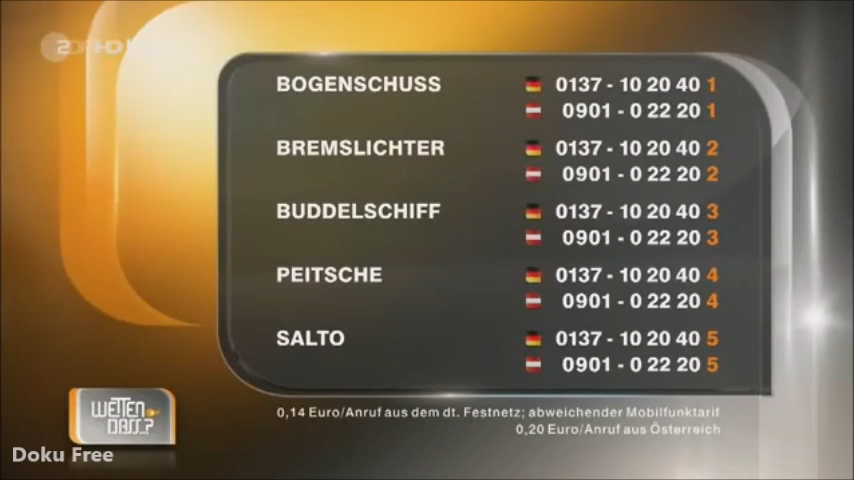 ZDF HD
BOGENSCHUSS 0137 - 10 20 40 1
0901 - 0 22 20 1
BREMSLICHTER 0137 - 10 20 40 2
0901 - 0 22 20 2
BUDDELSCHIFF 0137 - 10 20 40 3
0901 - 0 22 20 3
PEITSCHE 0137 - 10 20 40 4
0901 - 0 22 20 4
SALTO 0137 - 10 20 40 5
0901 - 0 22 20 5
0,14 Euro/Anruf aus dem dt. Festnetz; abweichender Mobilfunktarif
0,20 Euro/Anruf aus Österreich
WETTEN
DASS..?
Doku Free